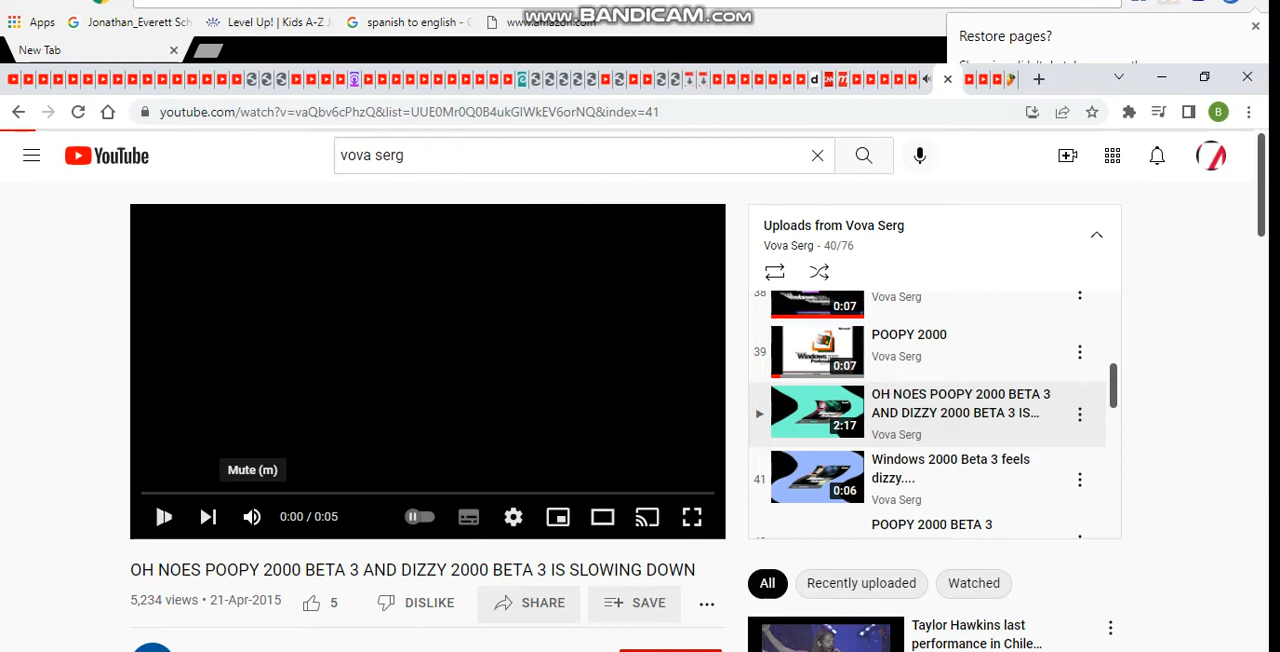 www.BANDICAM.com
Apps
Jonathan_Everett Sch
Level Up! | Kids A-Z
spanish to english - G
Restore pages?
New Tab
youtube.com/watch?v=vaQbv6cPhzQ&list=UUE0Mr0Q0B4ukGIWkEV6orNQ&index=41
B
YouTube
vova serg
Uploads from Vova Serg
Vova Serg - 40/76
38
0:07
Vova Serg
39
0:07
POOPY 2000
Vova Serg
2:17
OH NOES POOPY 2000 BETA 3
AND DIZZY 2000 BETA 3 IS...
Vova Serg
41
0:06
Windows 2000 Beta 3 feels
dizzy....
Vova Serg
POOPY 2000 BETA 3
Mute (m)
0:00 / 0:05
OH NOES POOPY 2000 BETA 3 AND DIZZY 2000 BETA 3 IS SLOWING DOWN
5,234 views • 21-Apr-2015
5
DISLIKE
SHARE
SAVE
All
Recently uploaded
Watched
Taylor Hawkins last
performance in Chile...